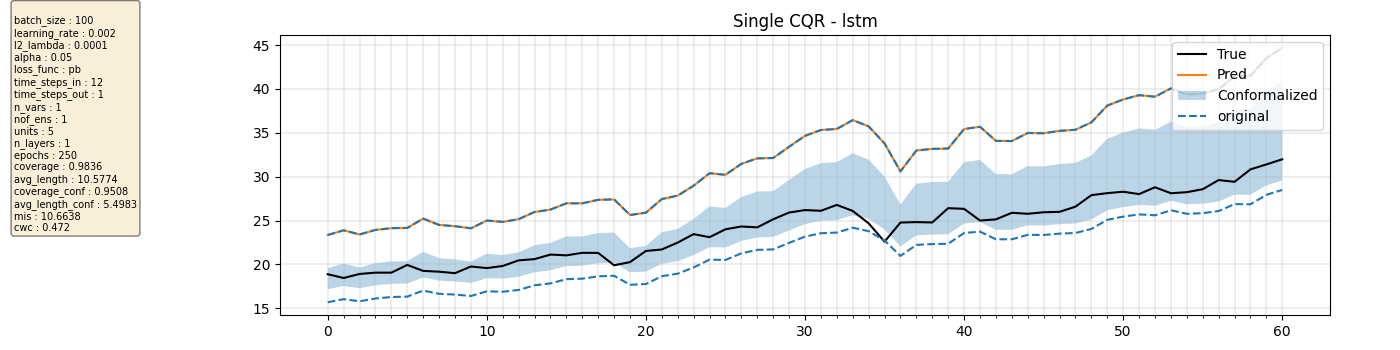 batch_size : 100
learning_rate : 0.002
l2_lambda : 0.0001
alpha : 0.05
loss_func : pb
time_steps_in : 12
time_steps_out : 1
n_vars : 1
nof_ens : 1
units : 5
n_layers : 1
epochs : 250
coverage : 0.9836
avg_length : 10.5774
coverage_conf : 0.9508
avg_length_conf : 5.4983
mis : 10.6638
cwc : 0.472
Single CQR - lstm
45
40
35
30
25
20
15
True
Pred
Conformalized
original
0 10 20 30 40 50 60